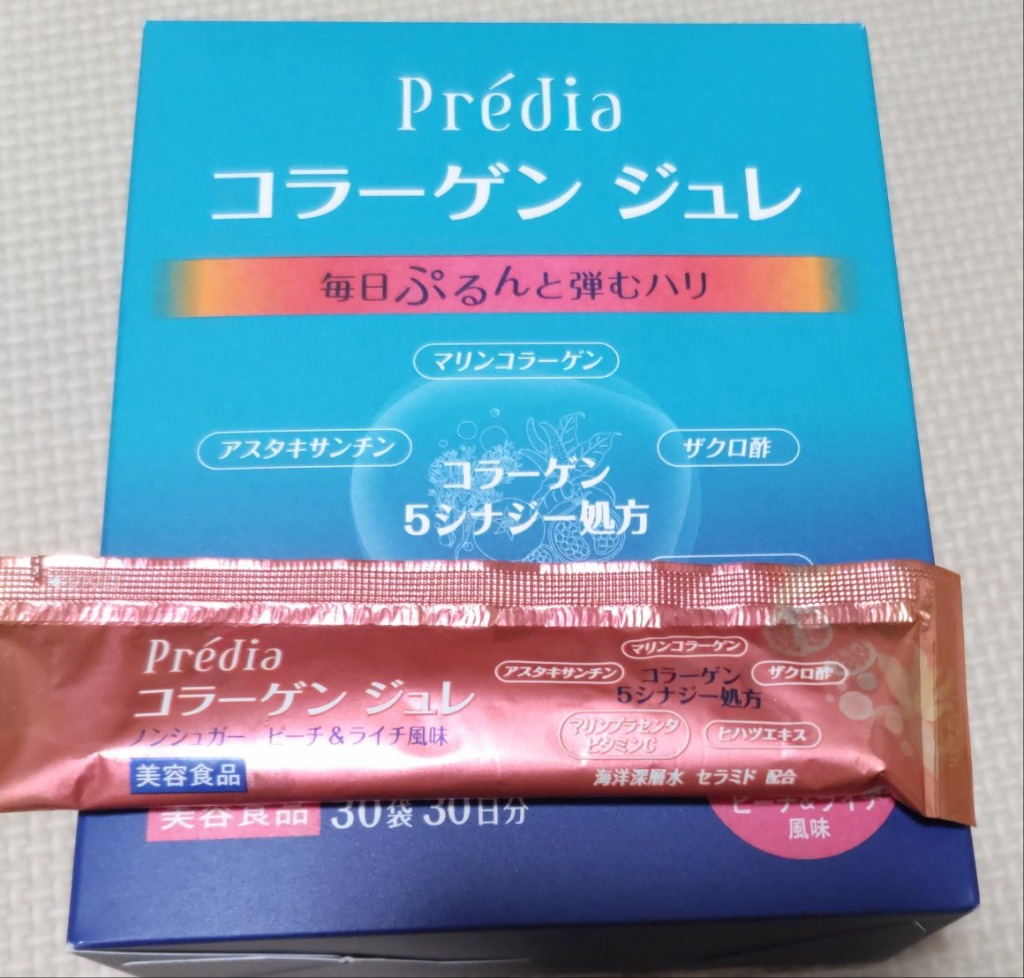 Prédia
コラーゲン ジュレ
毎日ぷるんと弾むハリ
マリンコラーゲン
アスタキサンチン
ザクロ酢
コラーゲン
5シナジー処方
Prédia
コラーゲン ジュレ
ノンシュガー ピーチ&ライチ風味
美容食品
マリンコラーゲン
アスタキサンチン
コラーゲン
5シナジー処方
ザクロ酢
マリンプラセンタ
ビタミンC
ヒハツエキス
海洋深層水 セラミド 配合
美容食品 30袋 30日分
ピーチ&ライチ
風味